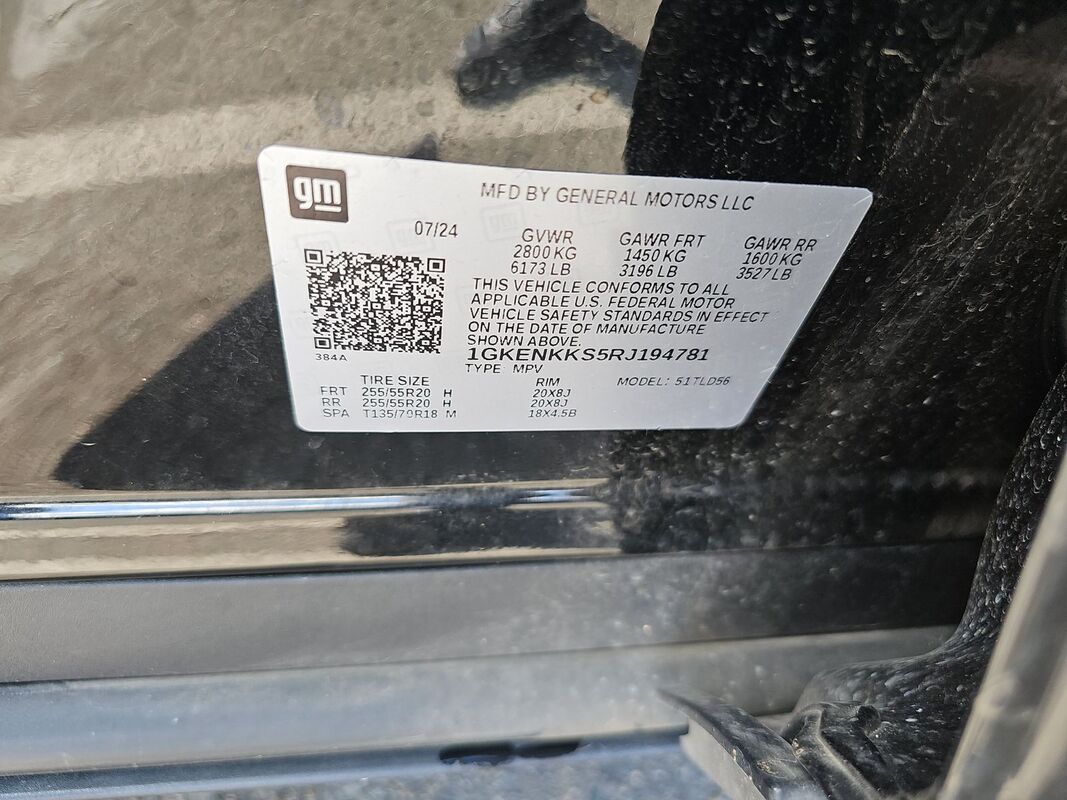 gm
MFD BY GENERAL MOTORS LLC
07/24 GVWR GAWR FRT GAWR RR
2800 KG 1450 KG 1600 KG
6173 LB 3196 LB 3527 LB
THIS VEHICLE CONFORMS TO ALL
APPLICABLE U.S. FEDERAL MOTOR
VEHICLE SAFETY STANDARDS IN EFFECT
ON THE DATE OF MANUFACTURE
SHOWN ABOVE.
384A
1GKENKKS5RJ194781
TYPE MPV
TIRE SIZE RIM MODEL: 51TLD56
FRT 255/55R20 H 20X8J
RR 255/55R20 H 20X8J
SPA T135/70R18 M 18X4.5B